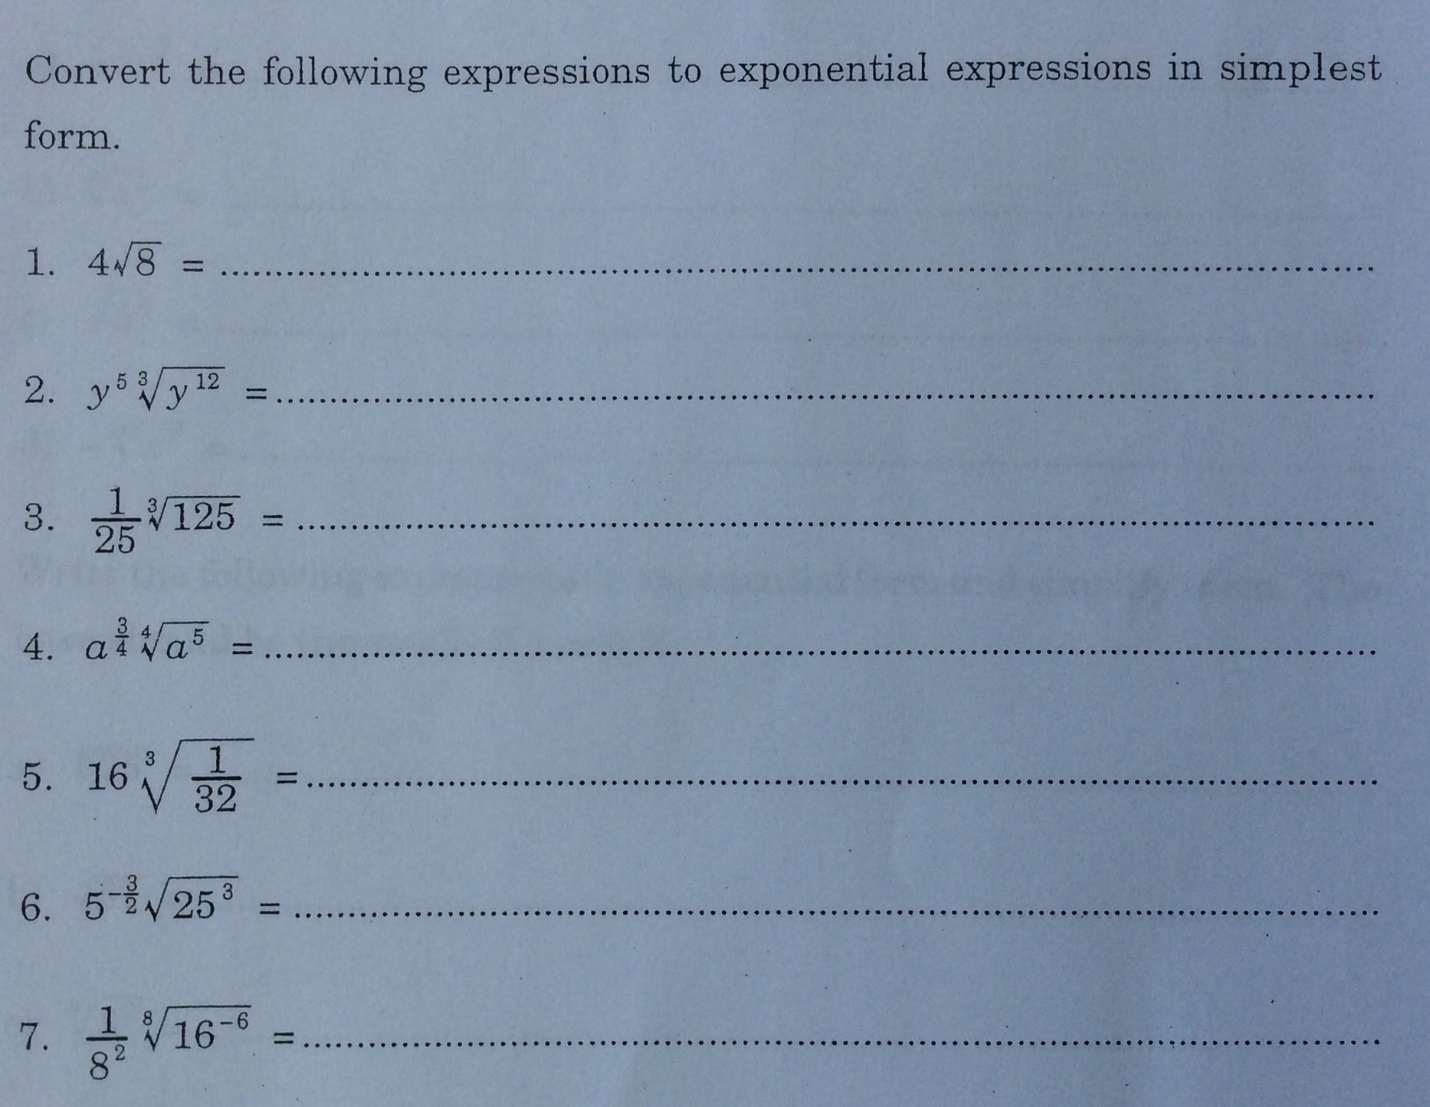 Convert the following expressions to exponential expressions in simplest
form.
1. 4√8 = ........................................
2. y⁵ ∛(y¹²) = ........................................
3. 1/25 ∛125 = ........................................
4. a^(3/4) ∜(a⁵) = ........................................
5. 16 ∛(1/32) = ........................................
6. 5^(-3/2) √(25³) = ........................................
7. 1/8² ⁸√(16⁻⁶) = ........................................